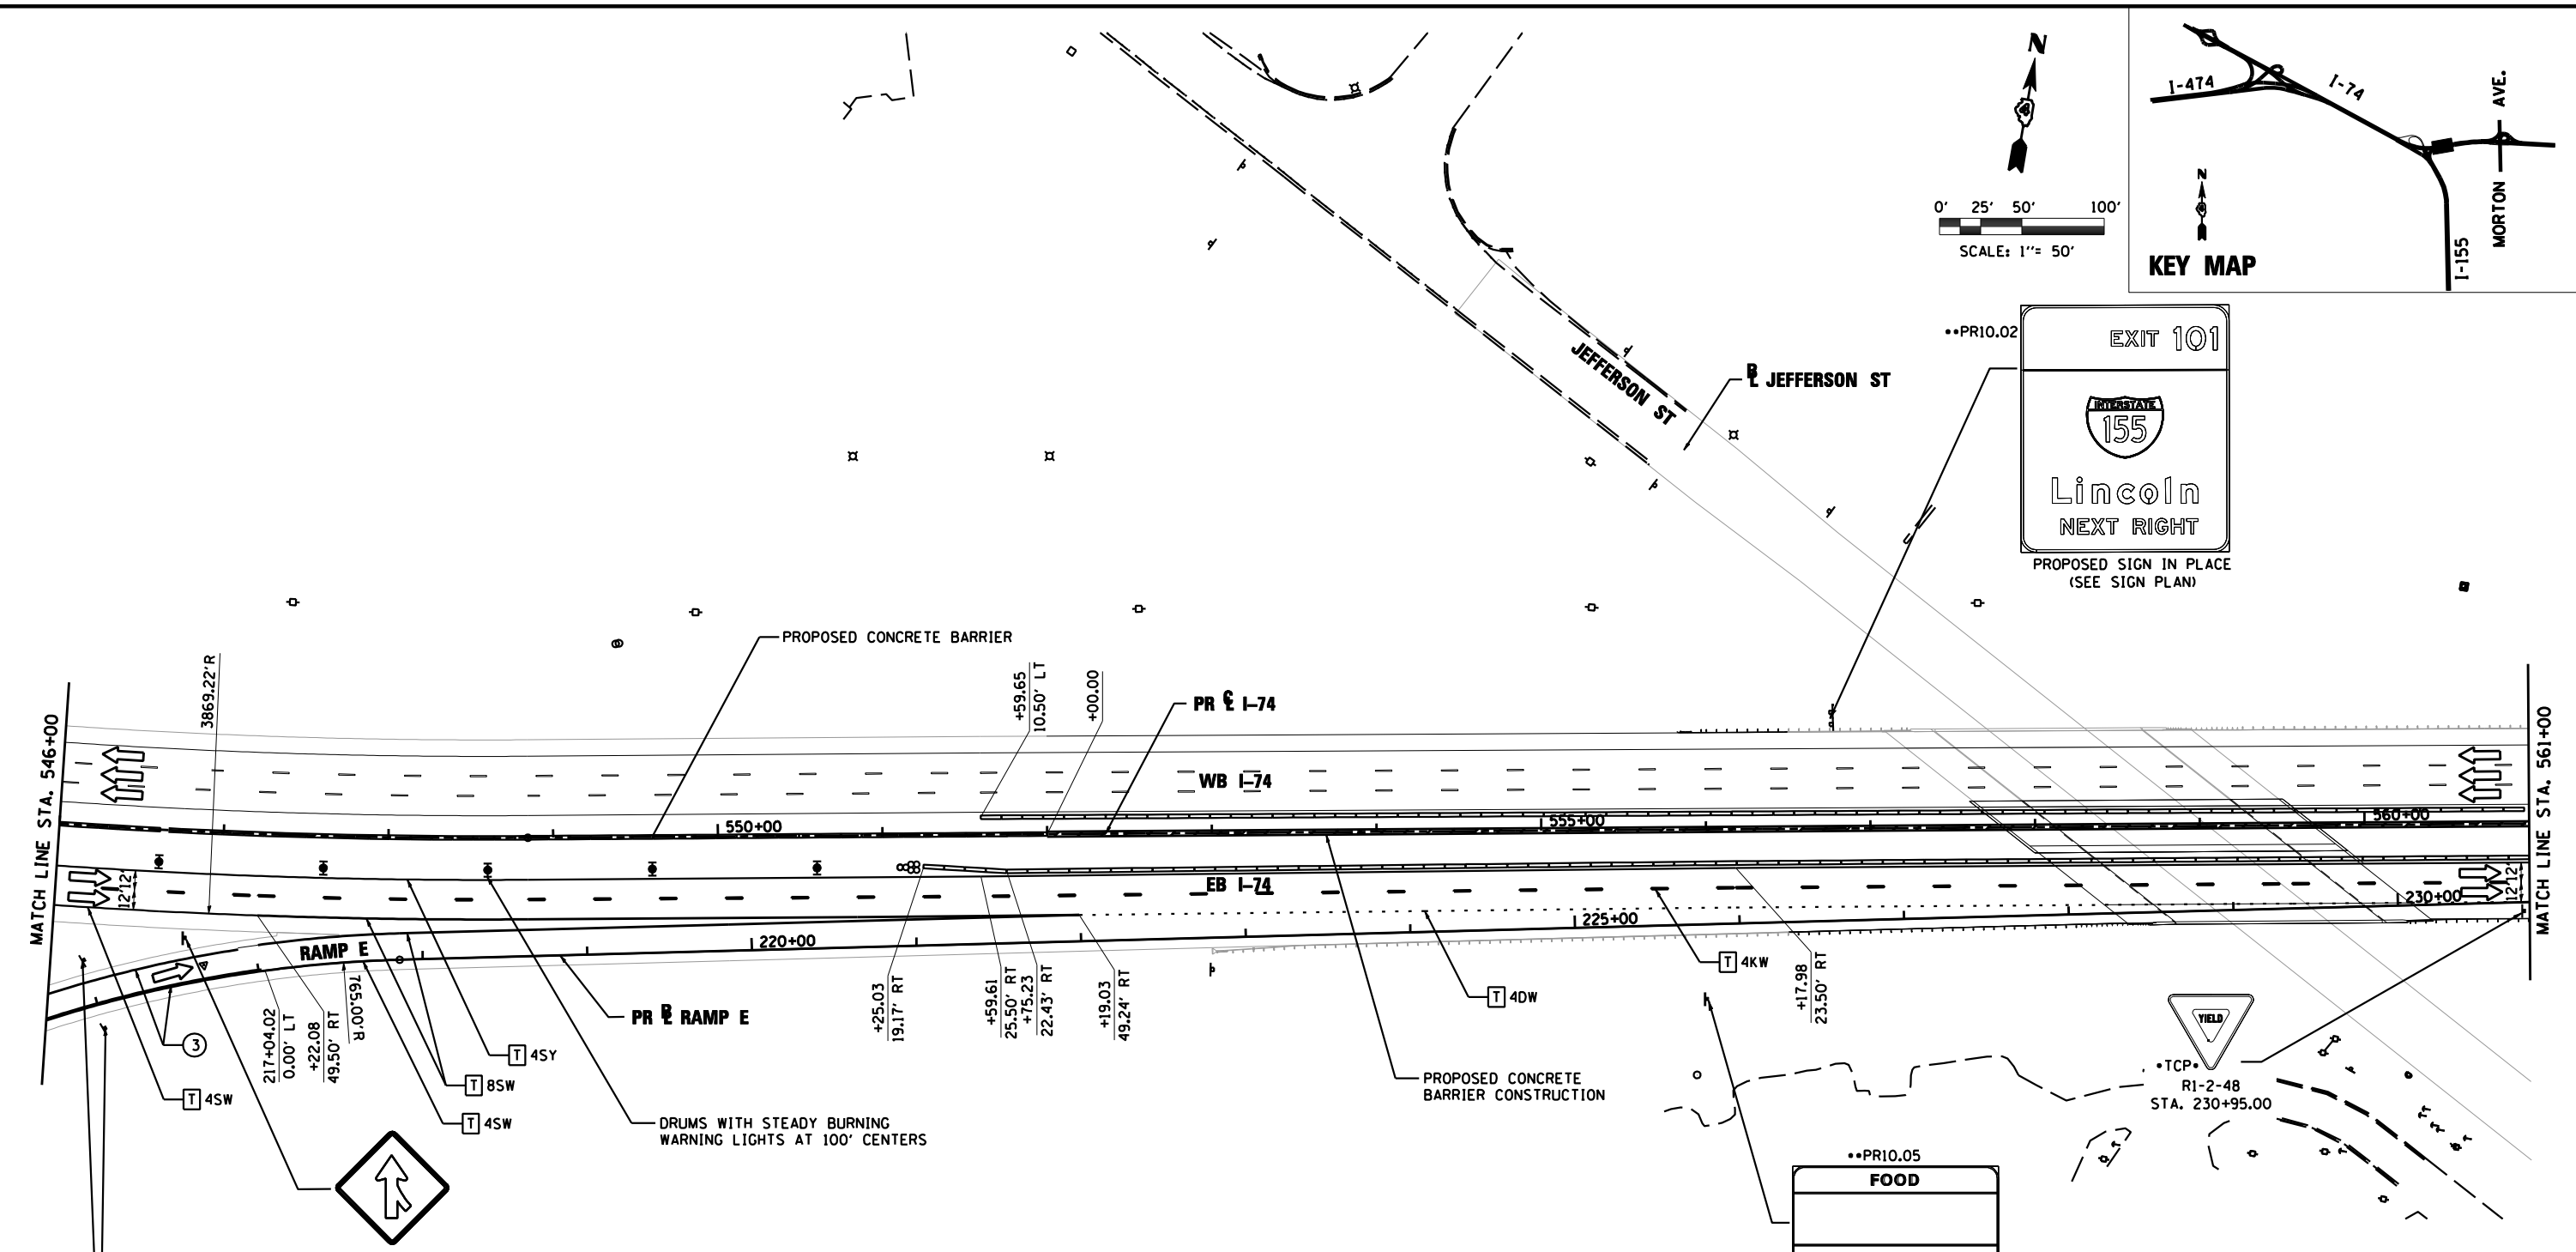 N
4
0' 25' 50' 100'
SCALE: 1''= 50'
I-474
I-74
AVE.
MORTON
I-155
N
KEY MAP
••PR10.02
EXIT 101
INTERSTATE
155
Lincoln
NEXT RIGHT
PROPOSED SIGN IN PLACE
(SEE SIGN PLAN)
JEFFERSON ST
BL JEFFERSON ST
PROPOSED CONCRETE BARRIER
3869.22'R
+59.65
10.50' LT
+00.00
PR CL I-74
MATCH LINE STA. 546+00
MATCH LINE STA. 561+00
WB I-74
550+00
555+00
560+00
12' 12'
EB I-74
12' 12'
230+00
225+00
220+00
RAMP E
765.00'R
217+04.02
0.00' LT
+22.08
49.50' RT
PR BL RAMP E
+25.03
19.17' RT
+59.61
25.50' RT
+75.23
22.43' RT
+19.03
49.24' RT
T 4KW
T 4DW
+17.98
23.50' RT
3
T 4SY
T 8SW
T 4SW
T 4SW
DRUMS WITH STEADY BURNING
WARNING LIGHTS AT 100' CENTERS
PROPOSED CONCRETE
BARRIER CONSTRUCTION
YIELD
•TCP•
R1-2-48
STA. 230+95.00
••PR10.05
FOOD